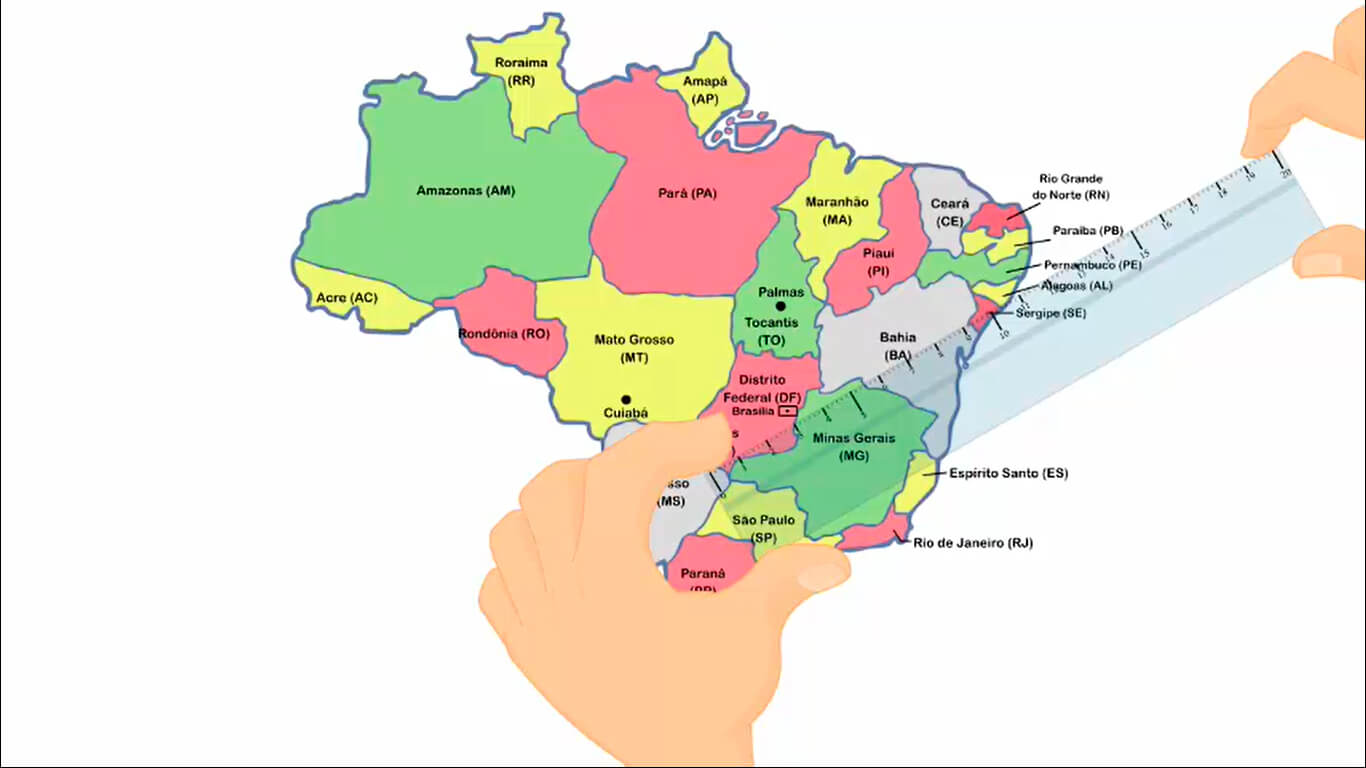 Roraima
(RR)
Amapá
(AP)
Amazonas (AM)
Pará (PA)
Maranhão
(MA)
Ceará
(CE)
Rio Grande
do Norte (RN)
Paraiba (PB)
Piaui
(PI)
Pernambuco (PE)
Alagoas (AL)
Sergipe (SE)
Acre (AC)
Palmas
Tocantis
(TO)
Rondônia (RO)
Mato Grosso
(MT)
Bahia
(BA)
Distrito
Federal (DF)
Brasilia
Cuiabá
s
)
Minas Gerais
(MG)
Espírito Santo (ES)
sso
(MS)
São Paulo
(SP)
Rio de Janeiro (RJ)
Paraná
(PR)
0
1
2
3
4
5
6
7
8
9
10
11
12
13
14
15
16
17
18
19
20